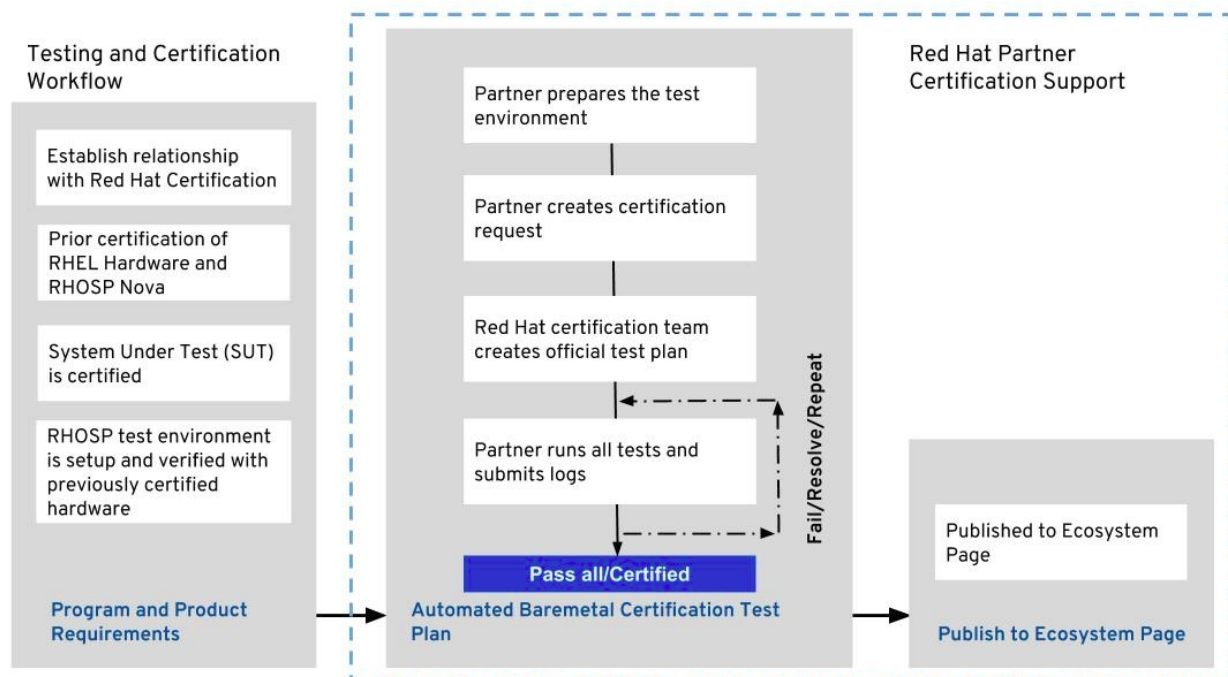 Testing and Certification
Workflow
Establish relationship
with Red Hat Certification
Prior certification of
RHEL Hardware and
RHOSP Nova
System Under Test (SUT)
is certified
RHOSP test environment
is setup and verified with
previously certified
hardware
Program and Product
Requirements
Partner prepares the test
environment
Partner creates certification
request
Red Hat certification team
creates official test plan
Partner runs all tests and
submits logs
Fail/Resolve/Repeat
Pass all/Certified
Automated Baremetal Certification Test
Plan
Red Hat Partner
Certification Support
Published to Ecosystem
Page
Publish to Ecosystem Page